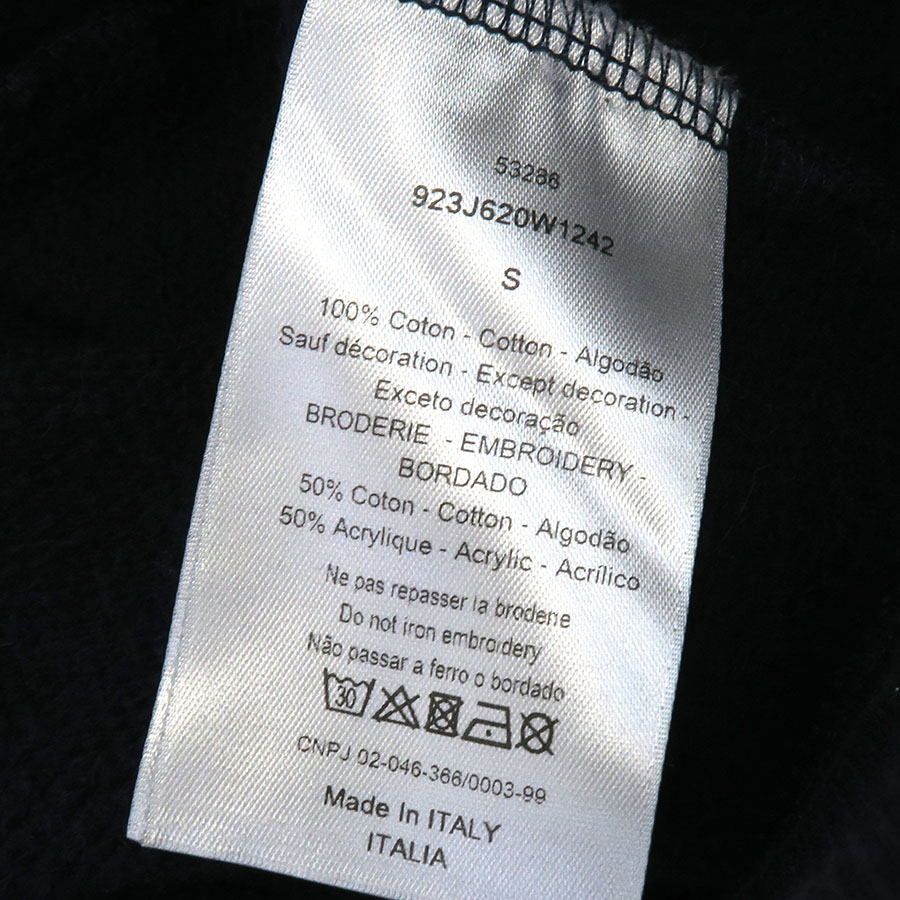 53286
923J620W1242
S
100% Coton - Cotton - Algodão
Sauf décoration - Except decoration -
Exceto decoração
BRODERIE - EMBROIDERY -
BORDADO
50% Coton - Cotton - Algodão
50% Acrylique - Acrylic - Acrílico
Ne pas repasser la broderie
Do not iron embroidery
Não passar a ferro o bordado
30
CNPJ 02-046-366/0003-99
Made In ITALY
ITALIA